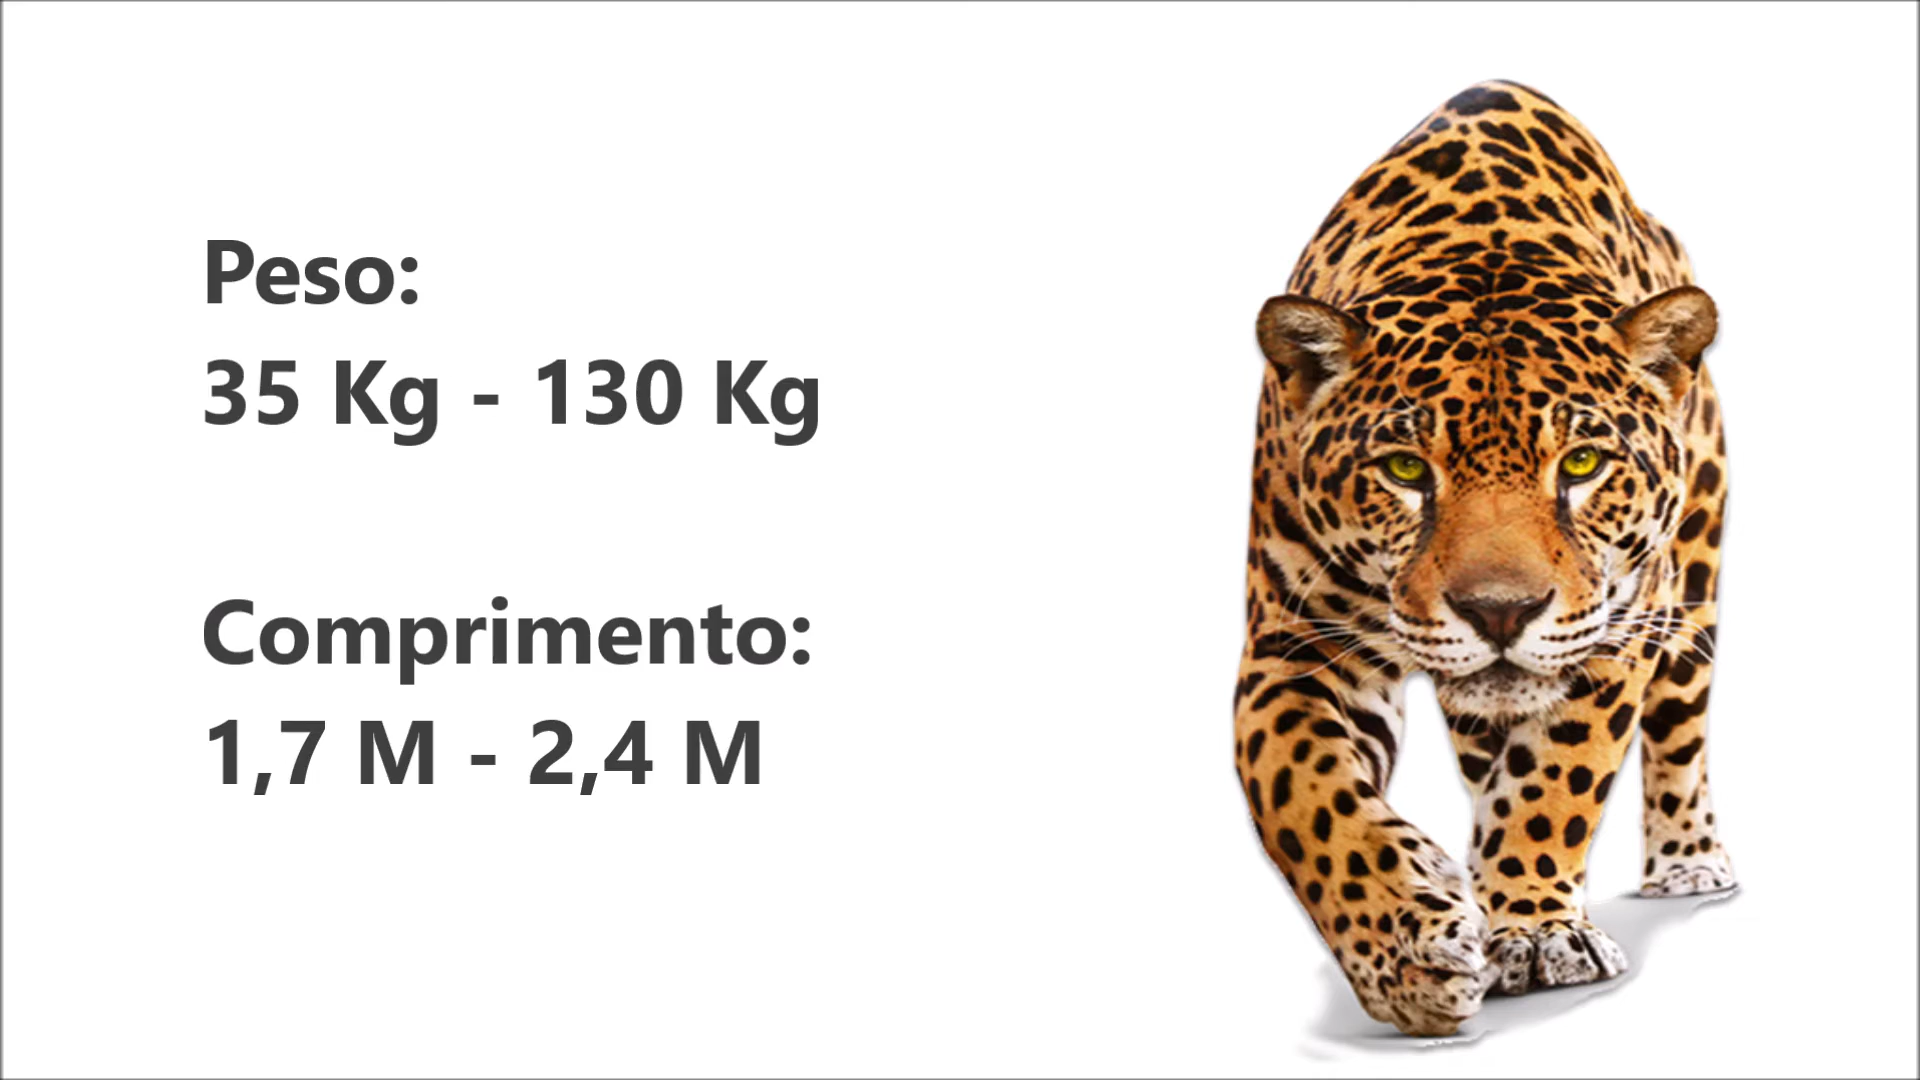 Peso:
35 Kg - 130 Kg
Comprimento:
1,7 M - 2,4 M